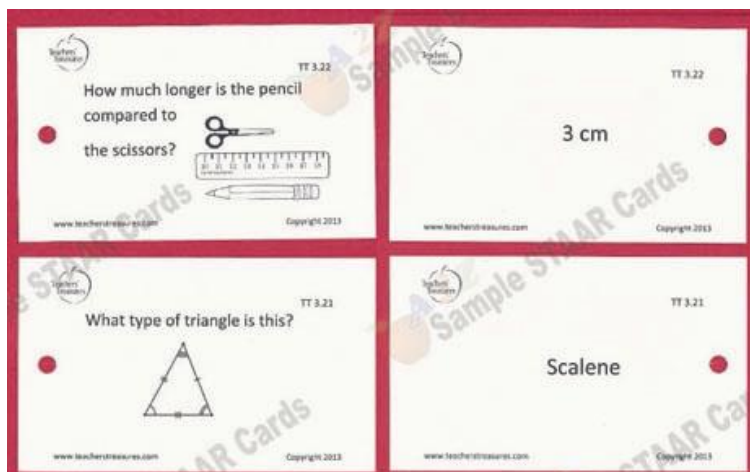 Teachers' Treasures
TT 3.22
How much longer is the pencil
compared to
the scissors?
www.teacherstreasures.com
Copyright 2013
Teachers' Treasures
TT 3.22
3 cm
www.teacherstreasures.com
Copyright 2013
Teachers' Treasures
TT 3.21
What type of triangle is this?
www.teacherstreasures.com
Copyright 2013
Teachers' Treasures
TT 3.21
Scalene
www.teacherstreasures.com
Copyright 2013
Sample STAAR Cards
Sample STAAR Cards